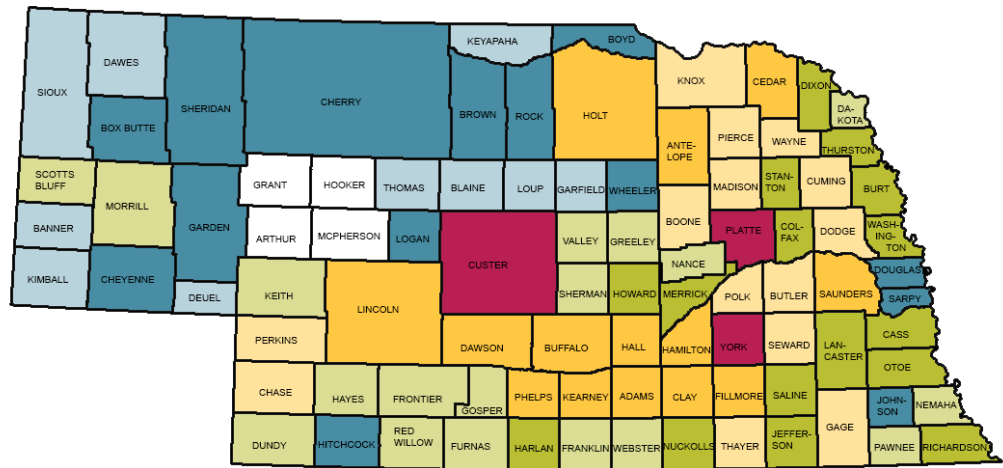 KEYAPAHA
BOYD
DAWES
SIOUX
SHERIDAN
CHERRY
BROWN
ROCK
HOLT
KNOX
CEDAR
DIXON
DA-
KOTA
BOX BUTTE
ANTE-
LOPE
PIERCE
WAYNE
THURSTON
SCOTTS
BLUFF
MORRILL
GARDEN
GRANT
HOOKER
THOMAS
BLAINE
LOUP
GARFIELD
WHEELER
MADISON
STAN-
TON
CUMING
BURT
BANNER
ARTHUR
MCPHERSON
LOGAN
CUSTER
VALLEY
GREELEY
BOONE
PLATTE
COL-
FAX
DODGE
WASH-
ING-
TON
KIMBALL
CHEYENNE
DEUEL
KEITH
LINCOLN
SHERMAN
HOWARD
NANCE
MERRICK
POLK
BUTLER
SAUNDERS
DOUGLAS
SARPY
PERKINS
DAWSON
BUFFALO
HALL
HAMILTON
YORK
SEWARD
LAN-
CASTER
CASS
OTOE
CHASE
HAYES
FRONTIER
GOSPER
PHELPS
KEARNEY
ADAMS
CLAY
FILLMORE
SALINE
GAGE
JOHN-
SON
NEMAHA
DUNDY
HITCHCOCK
RED
WILLOW
FURNAS
HARLAN
FRANKLIN
WEBSTER
NUCKOLLS
THAYER
JEFFER-
SON
PAWNEE
RICHARDSON